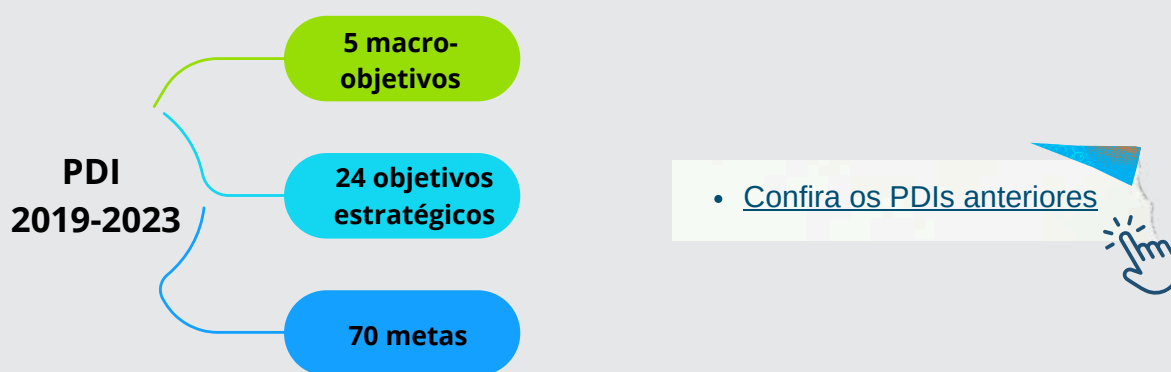 PDI
2019-2023
5 macro-
objetivos
24 objetivos
estratégicos
70 metas
• Confira os PDIs anteriores